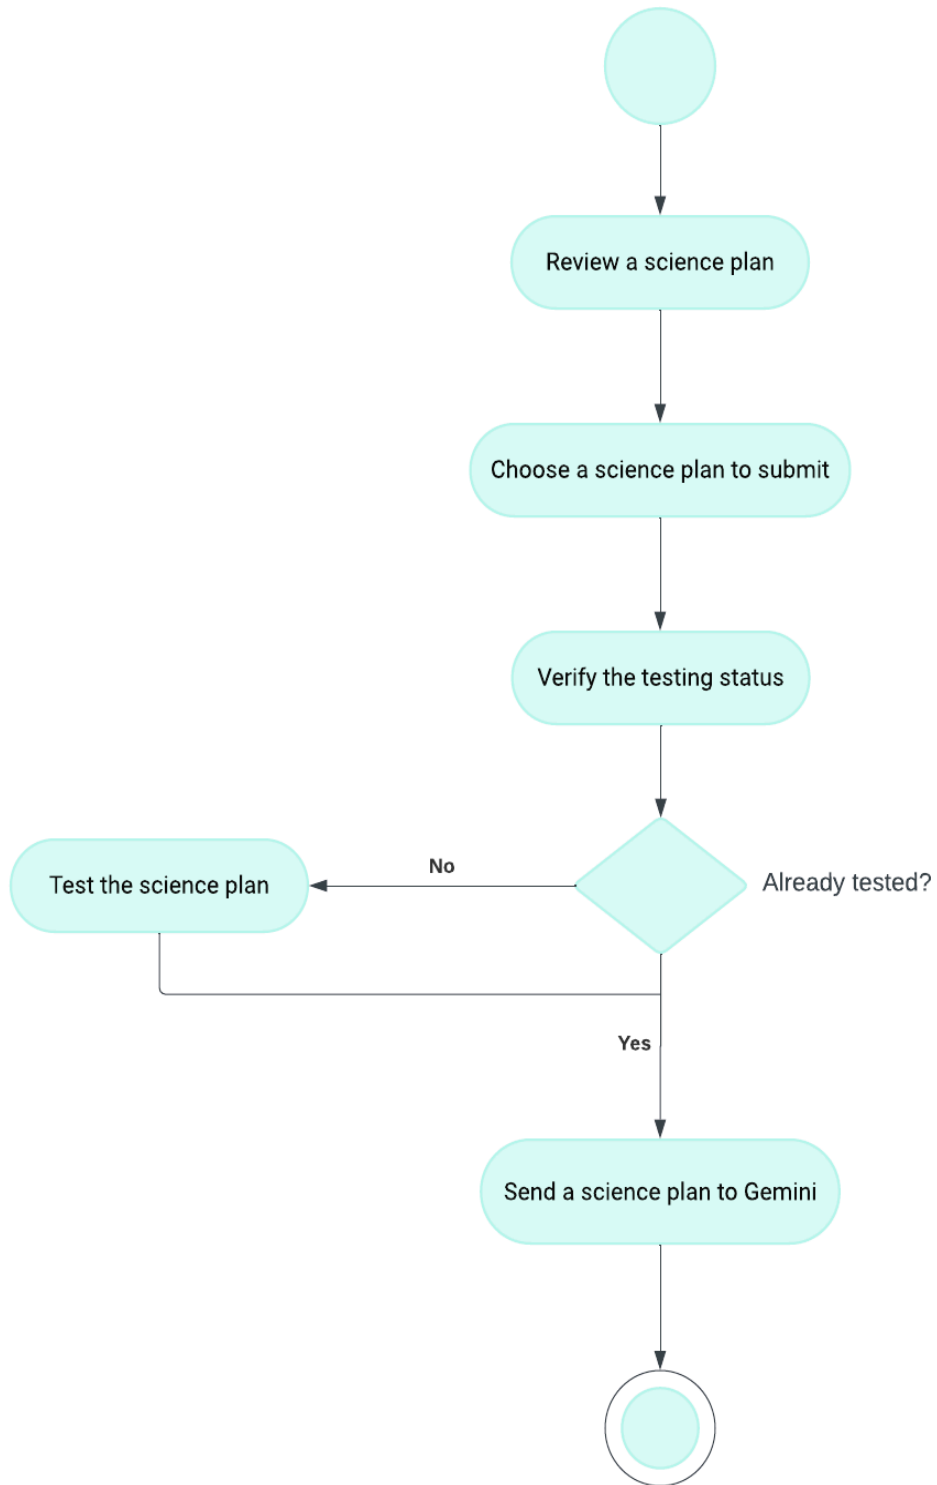 Review a science plan
Choose a science plan to submit
Verify the testing status
No
Already tested?
Test the science plan
Yes
Send a science plan to Gemini